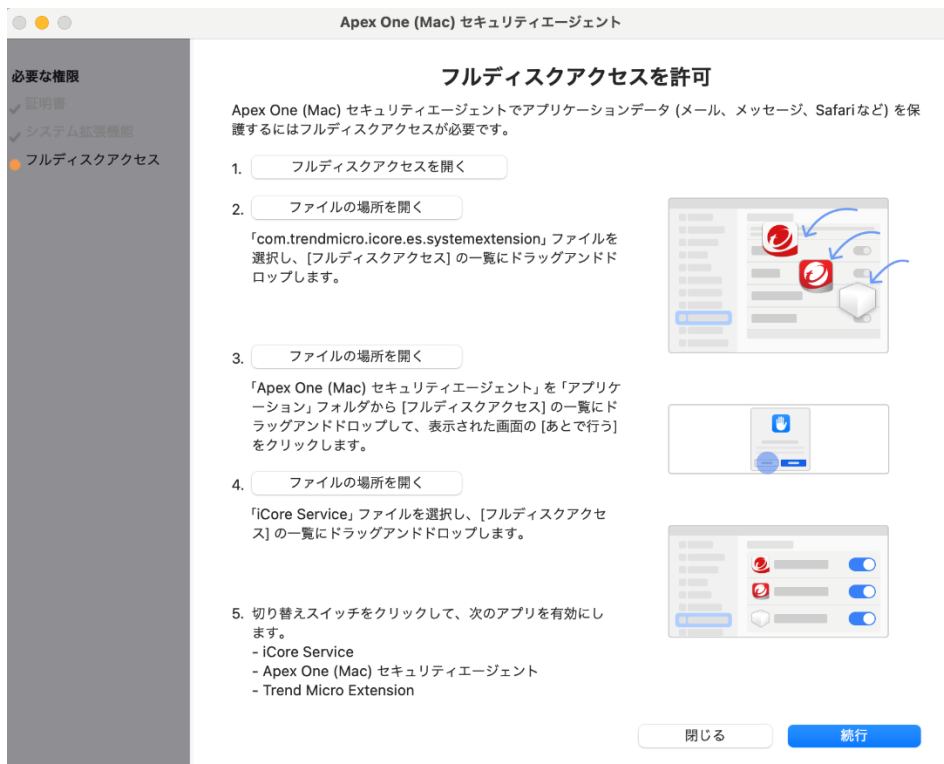 Apex One (Mac) セキュリティエージェント
必要な権限
証明書
システム拡張機能
フルディスクアクセス
フルディスクアクセスを許可
Apex One (Mac) セキュリティエージェントでアプリケーションデータ (メール、メッセージ、Safariなど) を保
護するにはフルディスクアクセスが必要です。
1. フルディスクアクセスを開く
2. ファイルの場所を開く
「com.trendmicro.icore.es.systemextension」ファイルを
選択し、[フルディスクアクセス] の一覧にドラッグアンドド
ロップします。
3. ファイルの場所を開く
「Apex One (Mac) セキュリティエージェント」を「アプリケ
ーション」フォルダから [フルディスクアクセス] の一覧にド
ラッグアンドドロップして、表示された画面の [あとで行う]
をクリックします。
4. ファイルの場所を開く
「iCore Service」ファイルを選択し、[フルディスクアクセ
ス] の一覧にドラッグアンドドロップします。
5. 切り替えスイッチをクリックして、次のアプリを有効にし
ます。
- iCore Service
- Apex One (Mac) セキュリティエージェント
- Trend Micro Extension
閉じる
続行